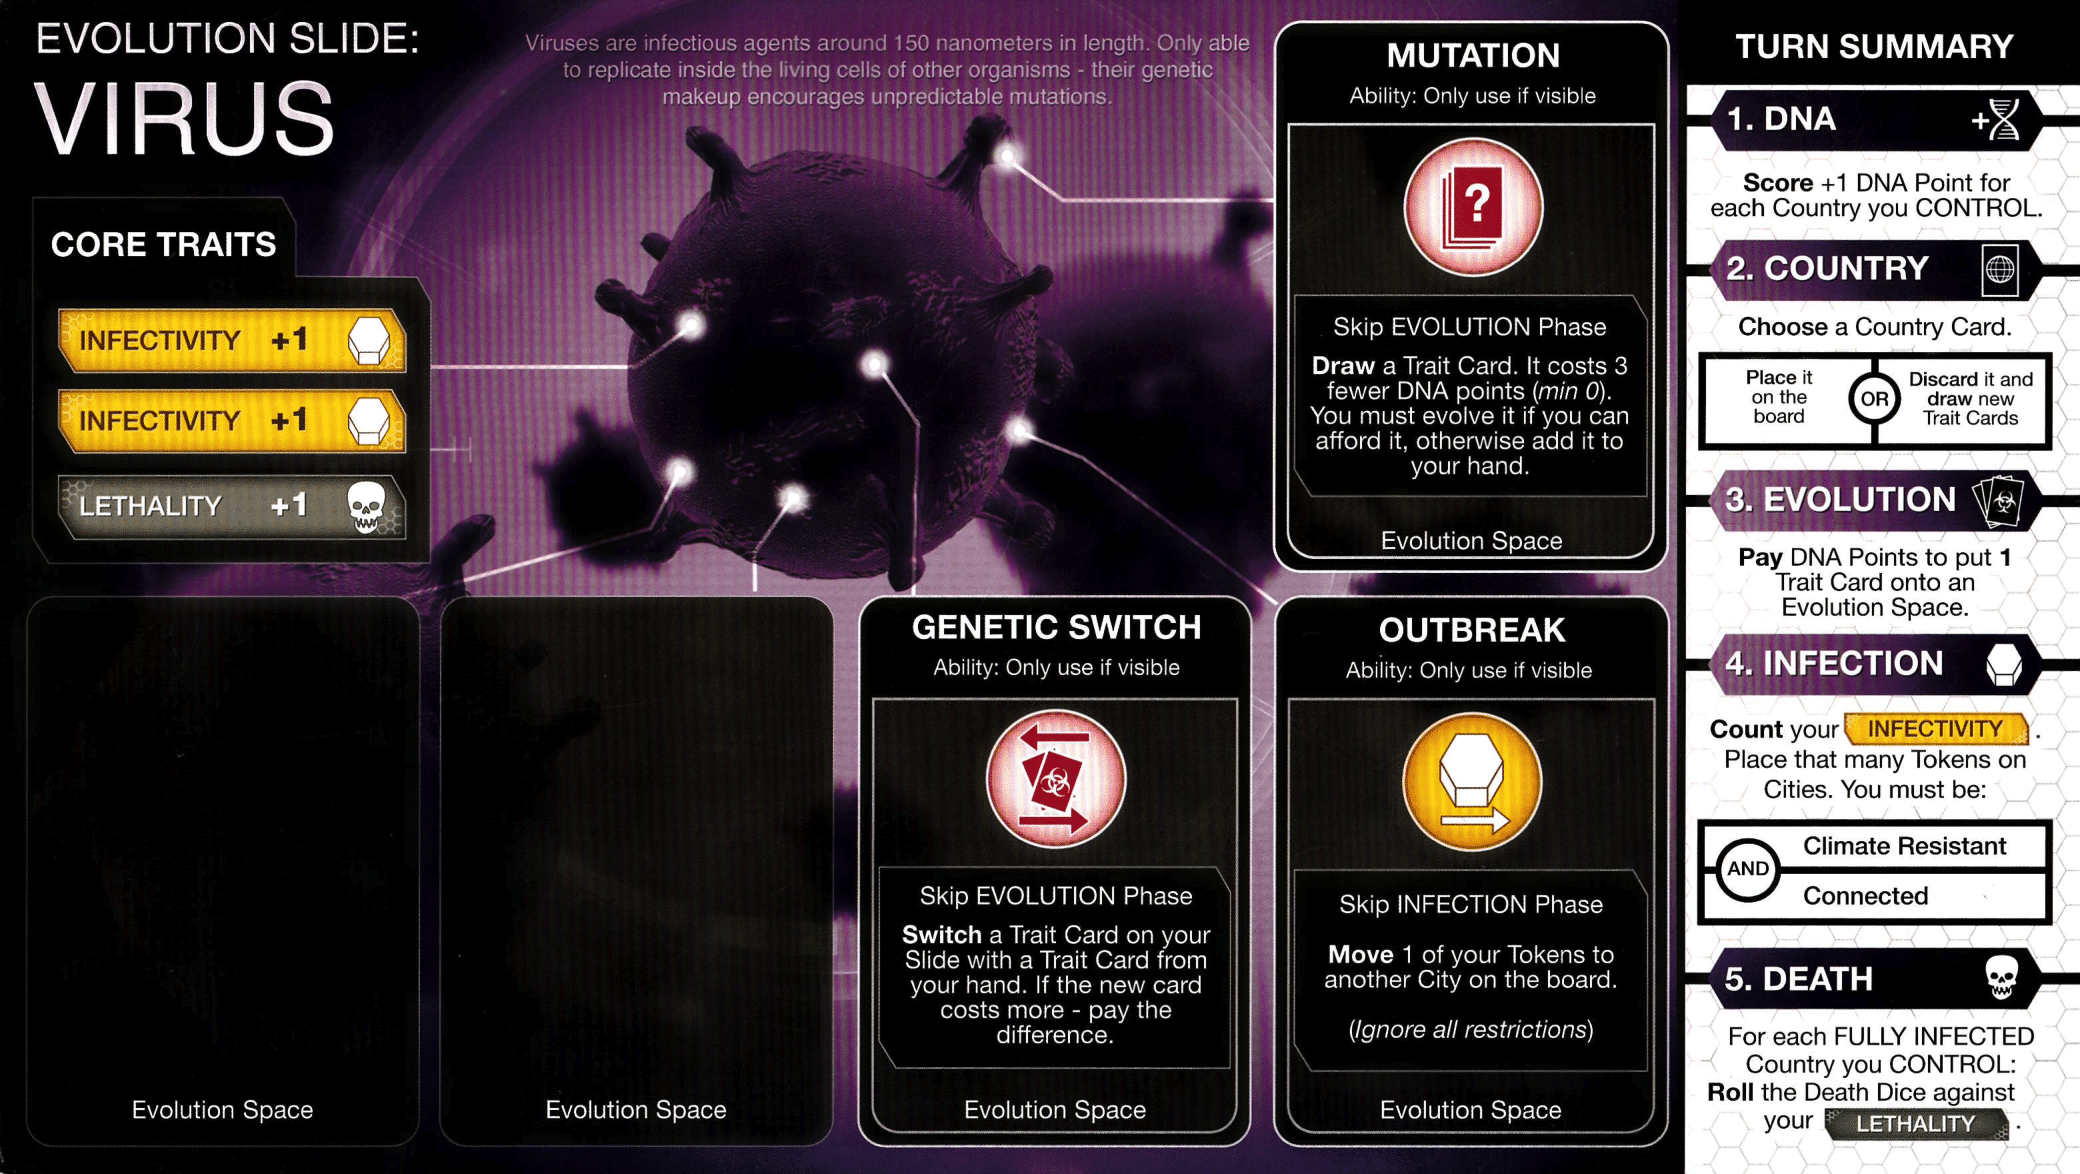 EVOLUTION SLIDE:
VIRUS
Viruses are infectious agents around 150 nanometers in length. Only able
to replicate inside the living cells of other organisms - their genetic
makeup encourages unpredictable mutations.
CORE TRAITS
INFECTIVITY +1
INFECTIVITY +1
LETHALITY +1
MUTATION
Ability: Only use if visible
?
Skip EVOLUTION Phase
Draw a Trait Card. It costs 3
fewer DNA points (min 0).
You must evolve it if you can
afford it, otherwise add it to
your hand.
Evolution Space
Evolution Space
Evolution Space
GENETIC SWITCH
Ability: Only use if visible
Skip EVOLUTION Phase
Switch a Trait Card on your
Slide with a Trait Card from
your hand. If the new card
costs more - pay the
difference.
Evolution Space
OUTBREAK
Ability: Only use if visible
Skip INFECTION Phase
Move 1 of your Tokens to
another City on the board.
(Ignore all restrictions)
Evolution Space
TURN SUMMARY
1. DNA +
Score +1 DNA Point for
each Country you CONTROL.
2. COUNTRY
Choose a Country Card.
Place it
on the
board
OR
Discard it and
draw new
Trait Cards
3. EVOLUTION
Pay DNA Points to put 1
Trait Card onto an
Evolution Space.
4. INFECTION
Count your INFECTIVITY .
Place that many Tokens on
Cities. You must be:
AND
Climate Resistant
Connected
5. DEATH
For each FULLY INFECTED
Country you CONTROL:
Roll the Death Dice against
your LETHALITY .